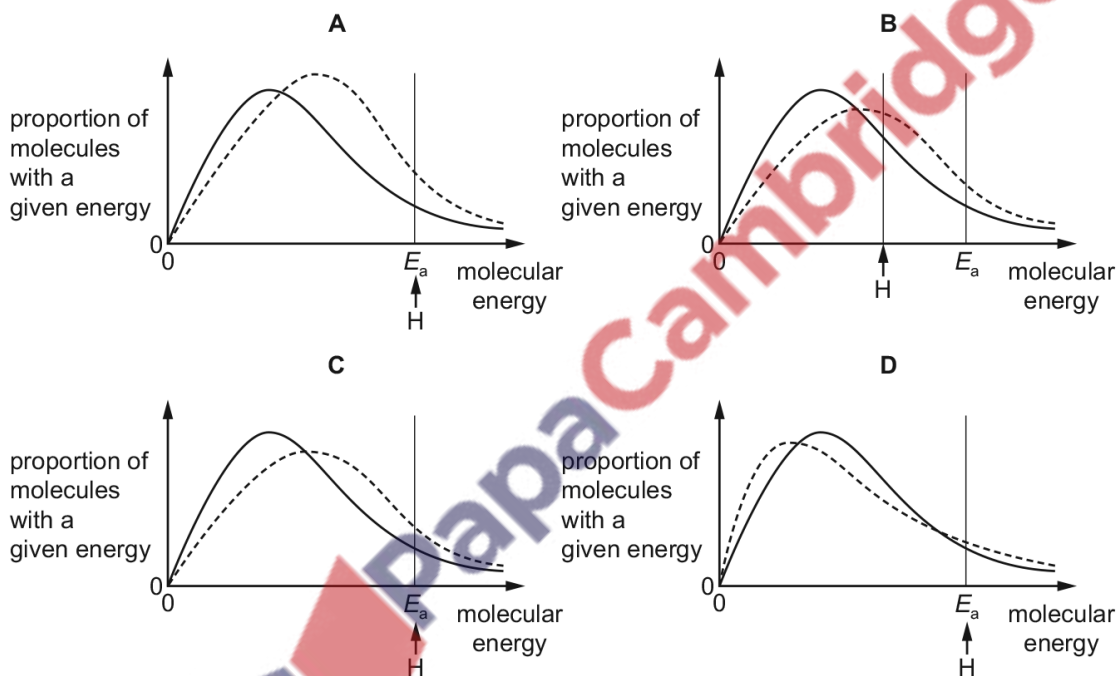 A
B
proportion of
molecules
with a
given energy
0
0
Ea
molecular
energy
H
proportion of
molecules
with a
given energy
0
0
H
Ea
molecular
energy
C
D
proportion of
molecules
with a
given energy
0
0
Ea
molecular
energy
H
proportion of
molecules
with a
given energy
0
0
Ea
molecular
energy
H
PapaCambridge